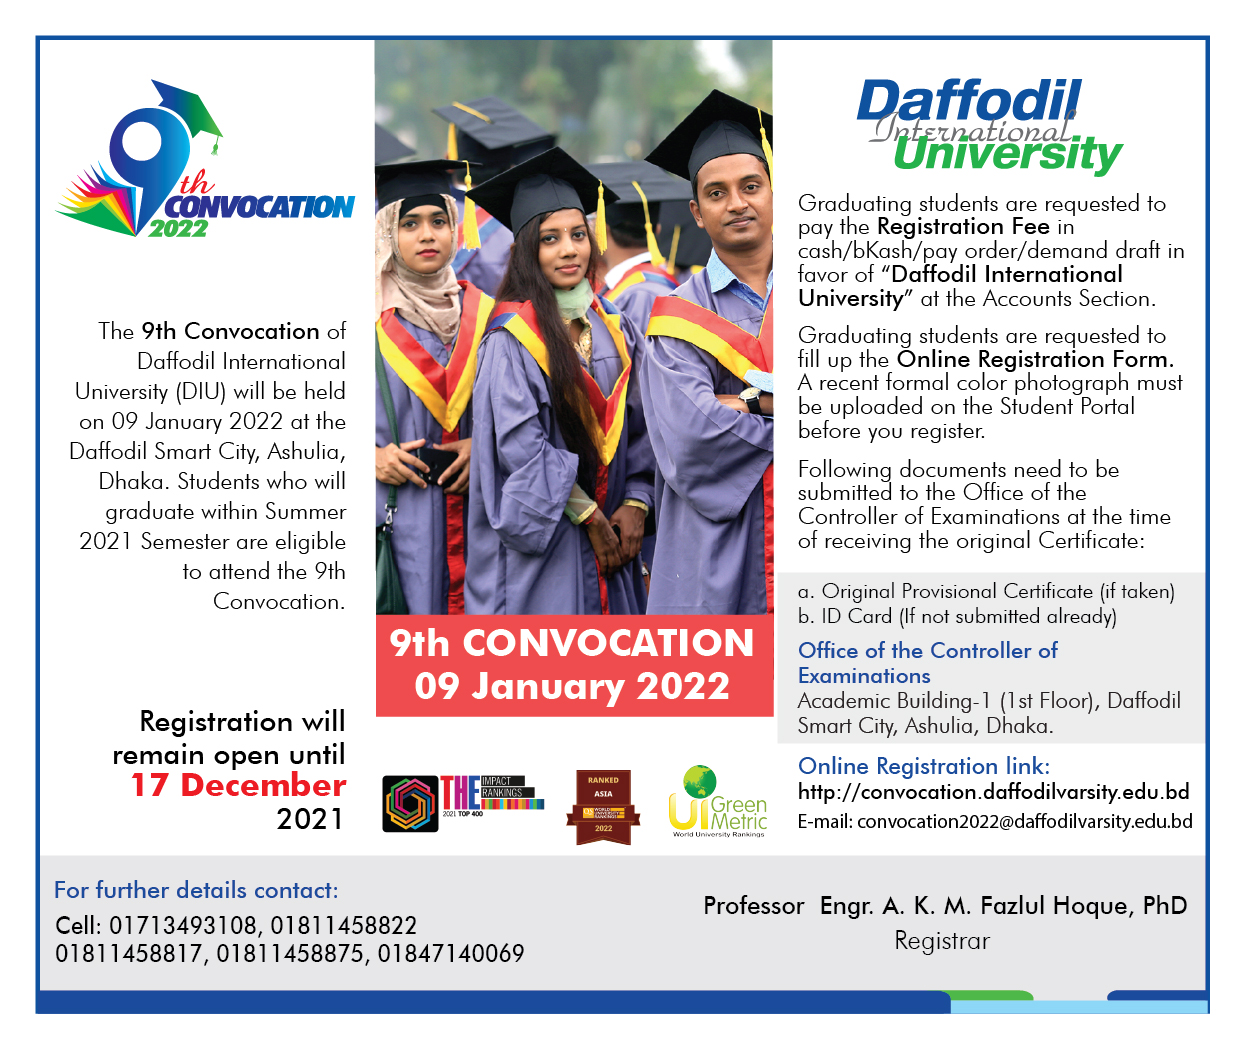 9th
CONVOCATION
2022
The 9th Convocation of
Daffodil International
University (DIU) will be held
on 09 January 2022 at the
Daffodil Smart City, Ashulia,
Dhaka. Students who will
graduate within Summer
2021 Semester are eligible
to attend the 9th
Convocation.
Registration will
remain open until
17 December
2021
9th CONVOCATION
09 January 2022
THE IMPACT
RANKINGS
2021 TOP 400
RANKED
ASIA
WORLD
UNIVERSITY
RANKINGS
2022
UI Green
Metric
World University Rankings
Daffodil
International
University
Graduating students are requested to
pay the Registration Fee in
cash/bKash/pay order/demand draft in
favor of “Daffodil International
University” at the Accounts Section.
Graduating students are requested to
fill up the Online Registration Form.
A recent formal color photograph must
be uploaded on the Student Portal
before you register.
Following documents need to be
submitted to the Office of the
Controller of Examinations at the time
of receiving the original Certificate:
a. Original Provisional Certificate (if taken)
b. ID Card (If not submitted already)
Office of the Controller of
Examinations
Academic Building-1 (1st Floor), Daffodil
Smart City, Ashulia, Dhaka.
Online Registration link:
http://convocation.daffodilvarsity.edu.bd
E-mail: convocation2022@daffodilvarsity.edu.bd
For further details contact:
Cell: 01713493108, 01811458822
01811458817, 01811458875, 01847140069
Professor Engr. A. K. M. Fazlul Hoque, PhD
Registrar